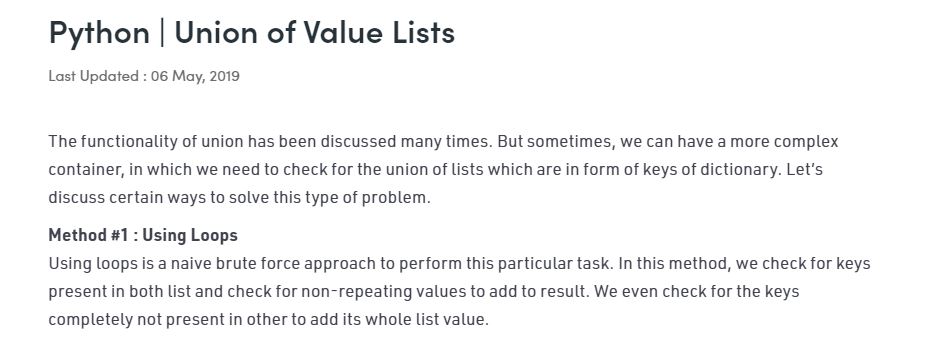 Python | Union of Value Lists
Last Updated : 06 May, 2019
The functionality of union has been discussed many times. But sometimes, we can have a more complex
container, in which we need to check for the union of lists which are in form of keys of dictionary. Let’s
discuss certain ways to solve this type of problem.
Method #1 : Using Loops
Using loops is a naive brute force approach to perform this particular task. In this method, we check for keys
present in both list and check for non-repeating values to add to result. We even check for the keys
completely not present in other to add its whole list value.